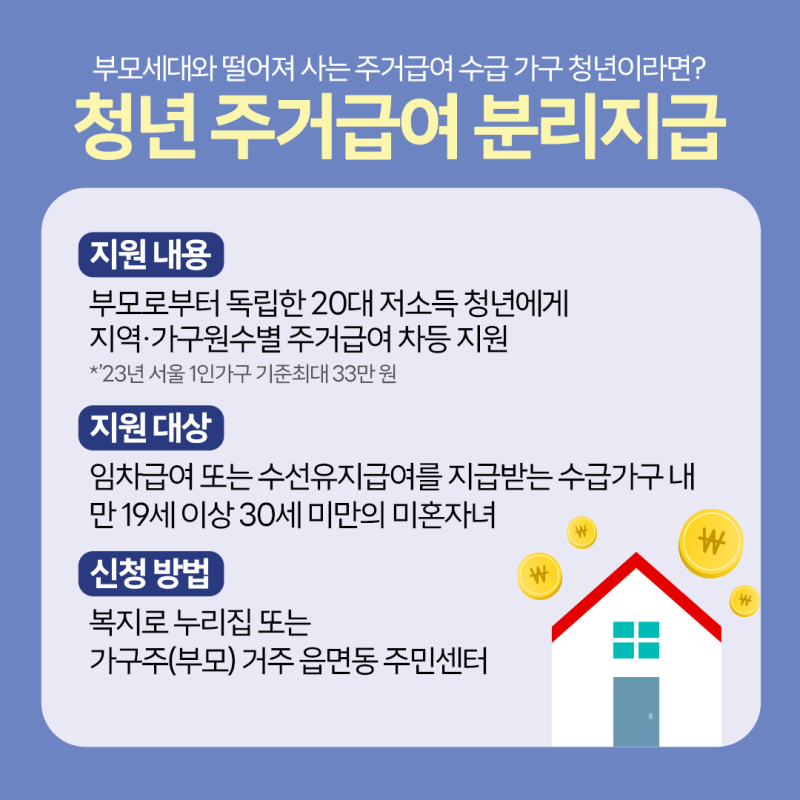 부모세대와 떨어져 사는 주거급여 수급 가구 청년이라면?
청년 주거급여 분리지급
지원 내용
부모로부터 독립한 20대 저소득 청년에게
지역·가구원수별 주거급여 차등 지원
*'23년 서울 1인가구 기준최대 33만 원
지원 대상
임차급여 또는 수선유지급여를 지급받는 수급가구 내
만 19세 이상 30세 미만의 미혼자녀
신청 방법
복지로 누리집 또는
가구주(부모) 거주 읍면동 주민센터
₩
₩
₩
₩